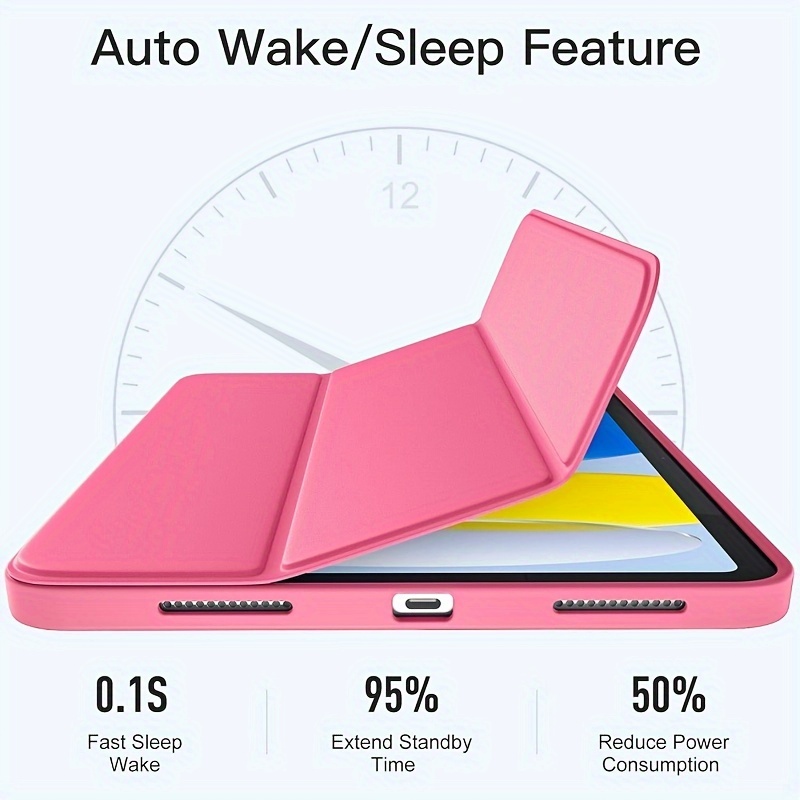 Auto Wake/Sleep Feature
12
0.1S
Fast Sleep
Wake
95%
Extend Standby
Time
50%
Reduce Power
Consumption